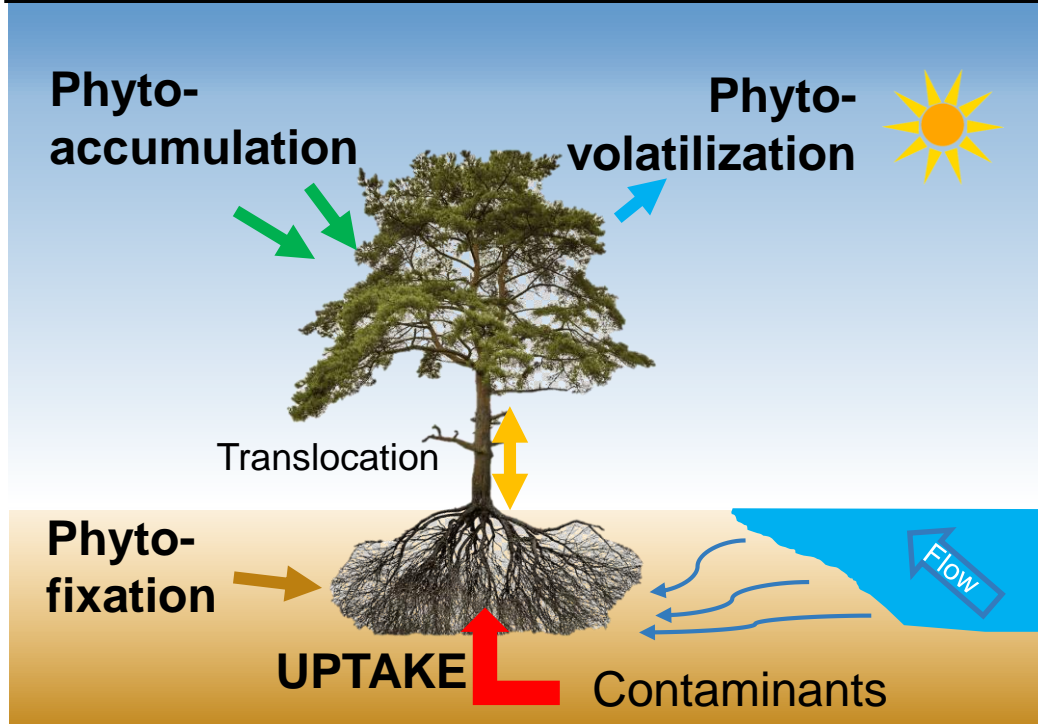 Phyto-
accumulation
Phyto-
volatilization
Translocation
Phyto-
fixation
Flow
UPTAKE
Contaminants